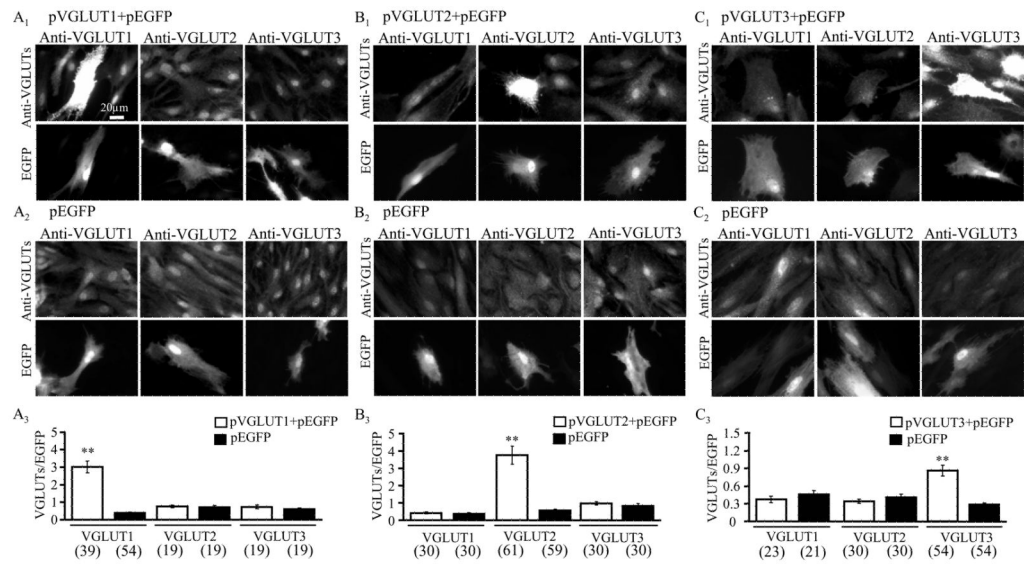 A1 pVGLUT1+pEGFP
Anti-VGLUT1 Anti-VGLUT2 Anti-VGLUT3
Anti-VGLUTs
20µm
EGFP
A2 pEGFP
Anti-VGLUT1 Anti-VGLUT2 Anti-VGLUT3
Anti-VGLUTs
EGFP
A3
pVGLUT1+pEGFP
pEGFP
VGLUTs/EGFP
5
4
3
2
1
0
**
VGLUT1 VGLUT2 VGLUT3
(39) (54) (19) (19) (19) (19)
B1 pVGLUT2+pEGFP
Anti-VGLUT1 Anti-VGLUT2 Anti-VGLUT3
Anti-VGLUTs
EGFP
B2 pEGFP
Anti-VGLUT1 Anti-VGLUT2 Anti-VGLUT3
Anti-VGLUTs
EGFP
B3
pVGLUT2+pEGFP
pEGFP
VGLUTs/EGFP
5
4
3
2
1
0
**
VGLUT1 VGLUT2 VGLUT3
(30) (30) (61) (59) (30) (30)
C1 pVGLUT3+pEGFP
Anti-VGLUT1 Anti-VGLUT2 Anti-VGLUT3
Anti-VGLUTs
EGFP
C2 pEGFP
Anti-VGLUT1 Anti-VGLUT2 Anti-VGLUT3
Anti-VGLUTs
EGFP
C3
pVGLUT3+pEGFP
pEGFP
VGLUTs/EGFP
1.5
1.2
0.9
0.6
0.3
0
**
VGLUT1 VGLUT2 VGLUT3
(23) (21) (30) (30) (54) (54)